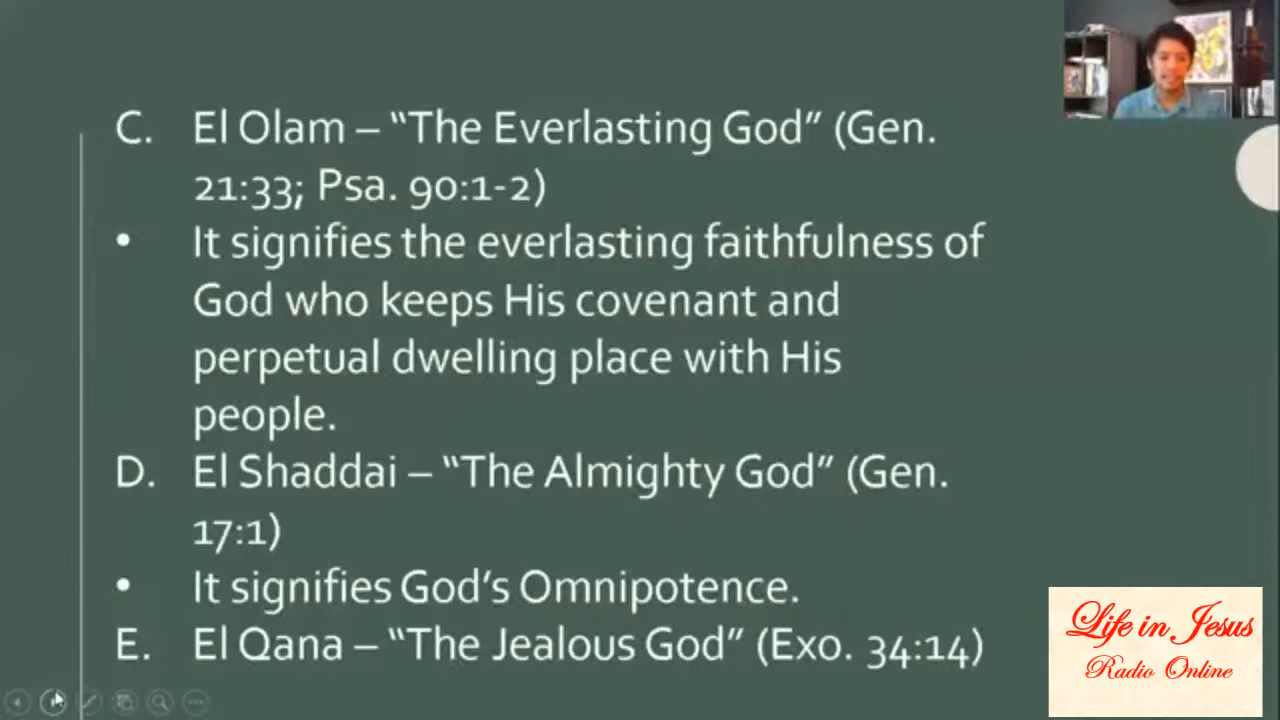 C. El Olam – “The Everlasting God” (Gen.
21:33; Psa. 90:1-2)
• It signifies the everlasting faithfulness of
God who keeps His covenant and
perpetual dwelling place with His
people.
D. El Shaddai – “The Almighty God” (Gen.
17:1)
• It signifies God’s Omnipotence.
E. El Qana – “The Jealous God” (Exo. 34:14)
Life in Jesus
Radio Online